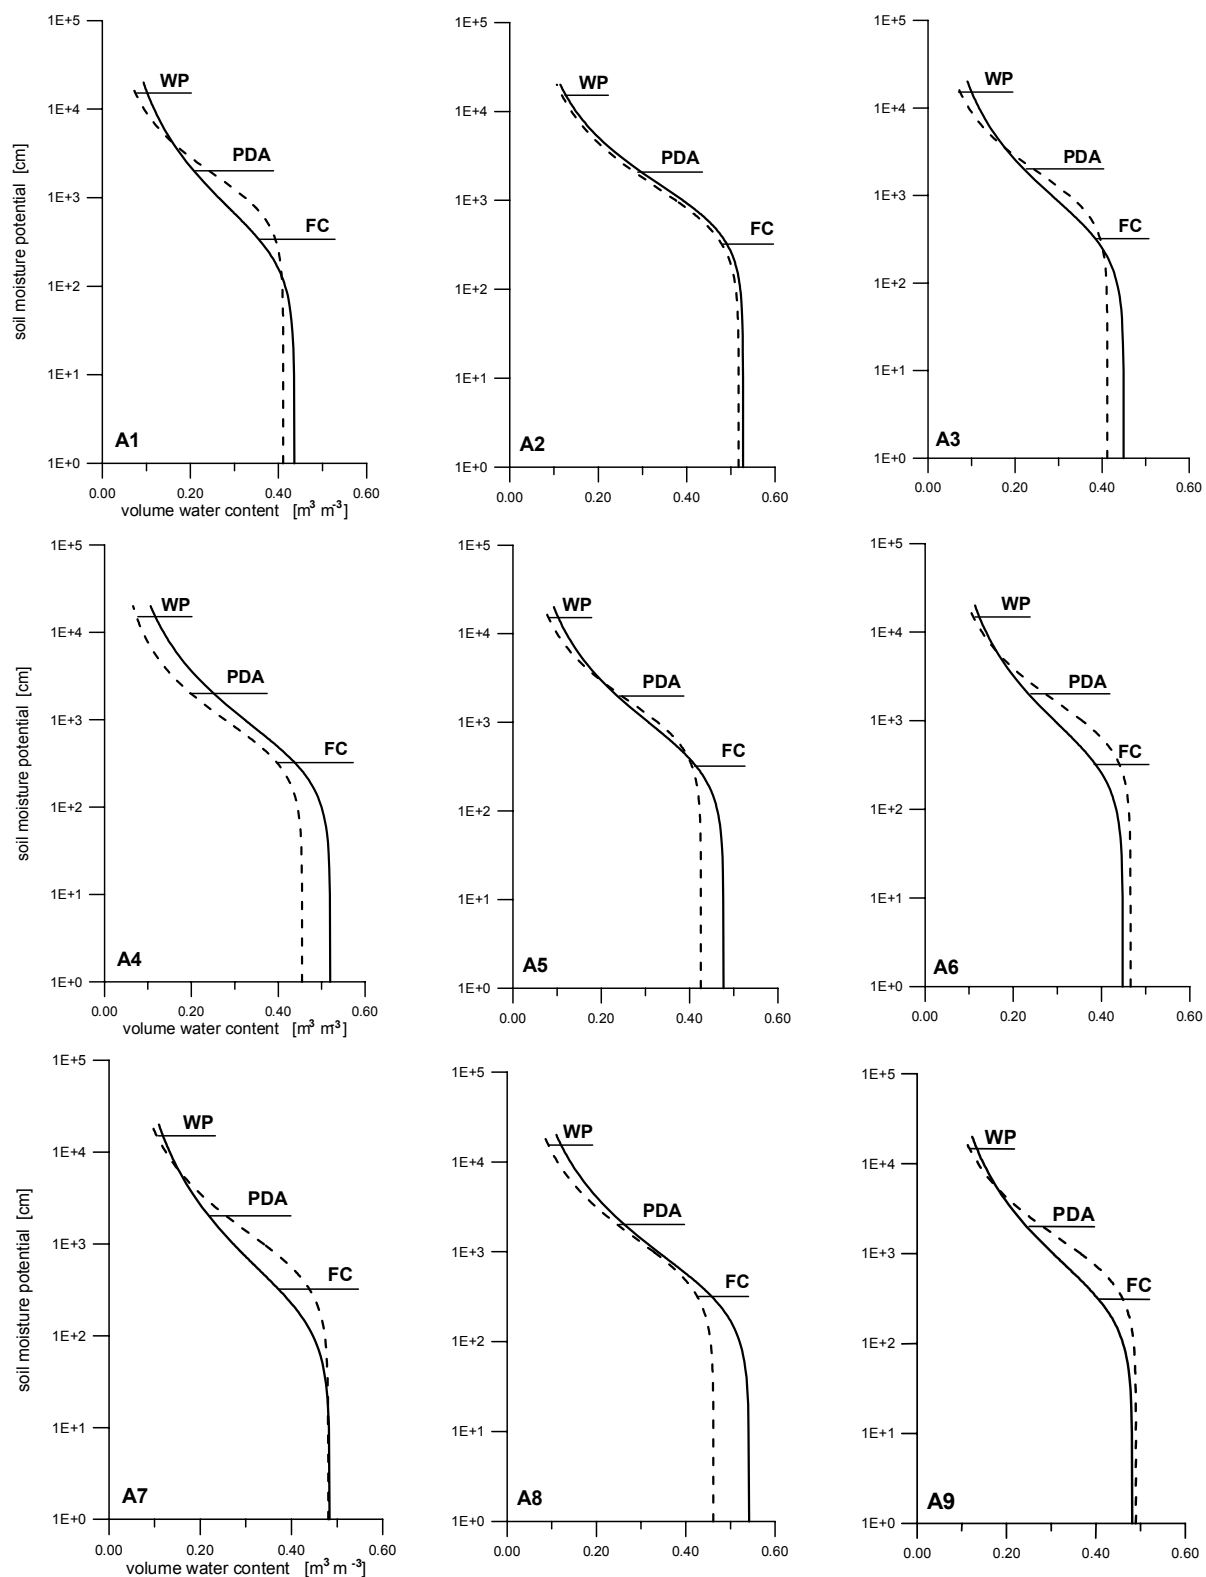 1E+5
WP
1E+4
PDA
1E+3
FC
1E+2
1E+1
A1
1E+0
0.00 0.20 0.40 0.60
soil moisture potential [cm]
volume water content [m³ m⁻³]
1E+5
WP
1E+4
PDA
1E+3
FC
1E+2
1E+1
A2
1E+0
0.00 0.20 0.40 0.60
1E+5
WP
1E+4
PDA
1E+3
FC
1E+2
1E+1
A3
1E+0
0.00 0.20 0.40 0.60
1E+5
WP
1E+4
PDA
1E+3
FC
1E+2
1E+1
A4
1E+0
0.00 0.20 0.40 0.60
soil moisture potential [cm]
volume water content [m³ m³]
1E+5
WP
1E+4
PDA
1E+3
FC
1E+2
1E+1
A5
1E+0
0.00 0.20 0.40 0.60
1E+5
WP
1E+4
PDA
1E+3
FC
1E+2
1E+1
A6
1E+0
0.00 0.20 0.40 0.60
1E+5
WP
1E+4
PDA
1E+3
FC
1E+2
1E+1
A7
1E+0
0.00 0.20 0.40 0.60
soil moisture potential [cm]
volume water content [m³ m⁻³]
1E+5
WP
1E+4
PDA
1E+3
FC
1E+2
1E+1
A8
1E+0
0.00 0.20 0.40 0.60
1E+5
WP
1E+4
PDA
1E+3
FC
1E+2
1E+1
A9
1E+0
0.00 0.20 0.40 0.60